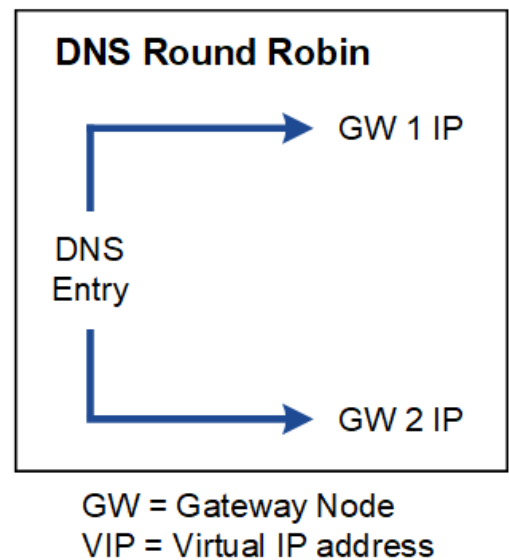 DNS Round Robin
GW 1 IP
DNS
Entry
GW 2 IP
GW = Gateway Node
VIP = Virtual IP address